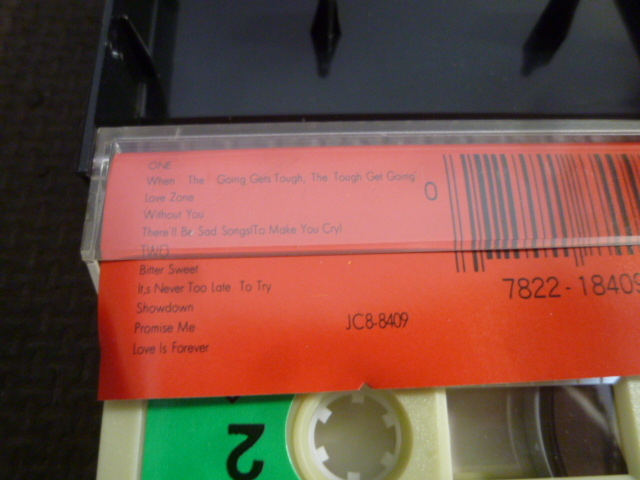 ONE
When The Going Gets Tough, The Tough Get Going
Love Zone
Without You
There'll Be Sad Songs(To Make You Cry)
TWO
Bitter Sweet
It,s Never Too Late To Try
Showdown
Promise Me
Love Is Forever
JC8-8409
0
7822-18409
2